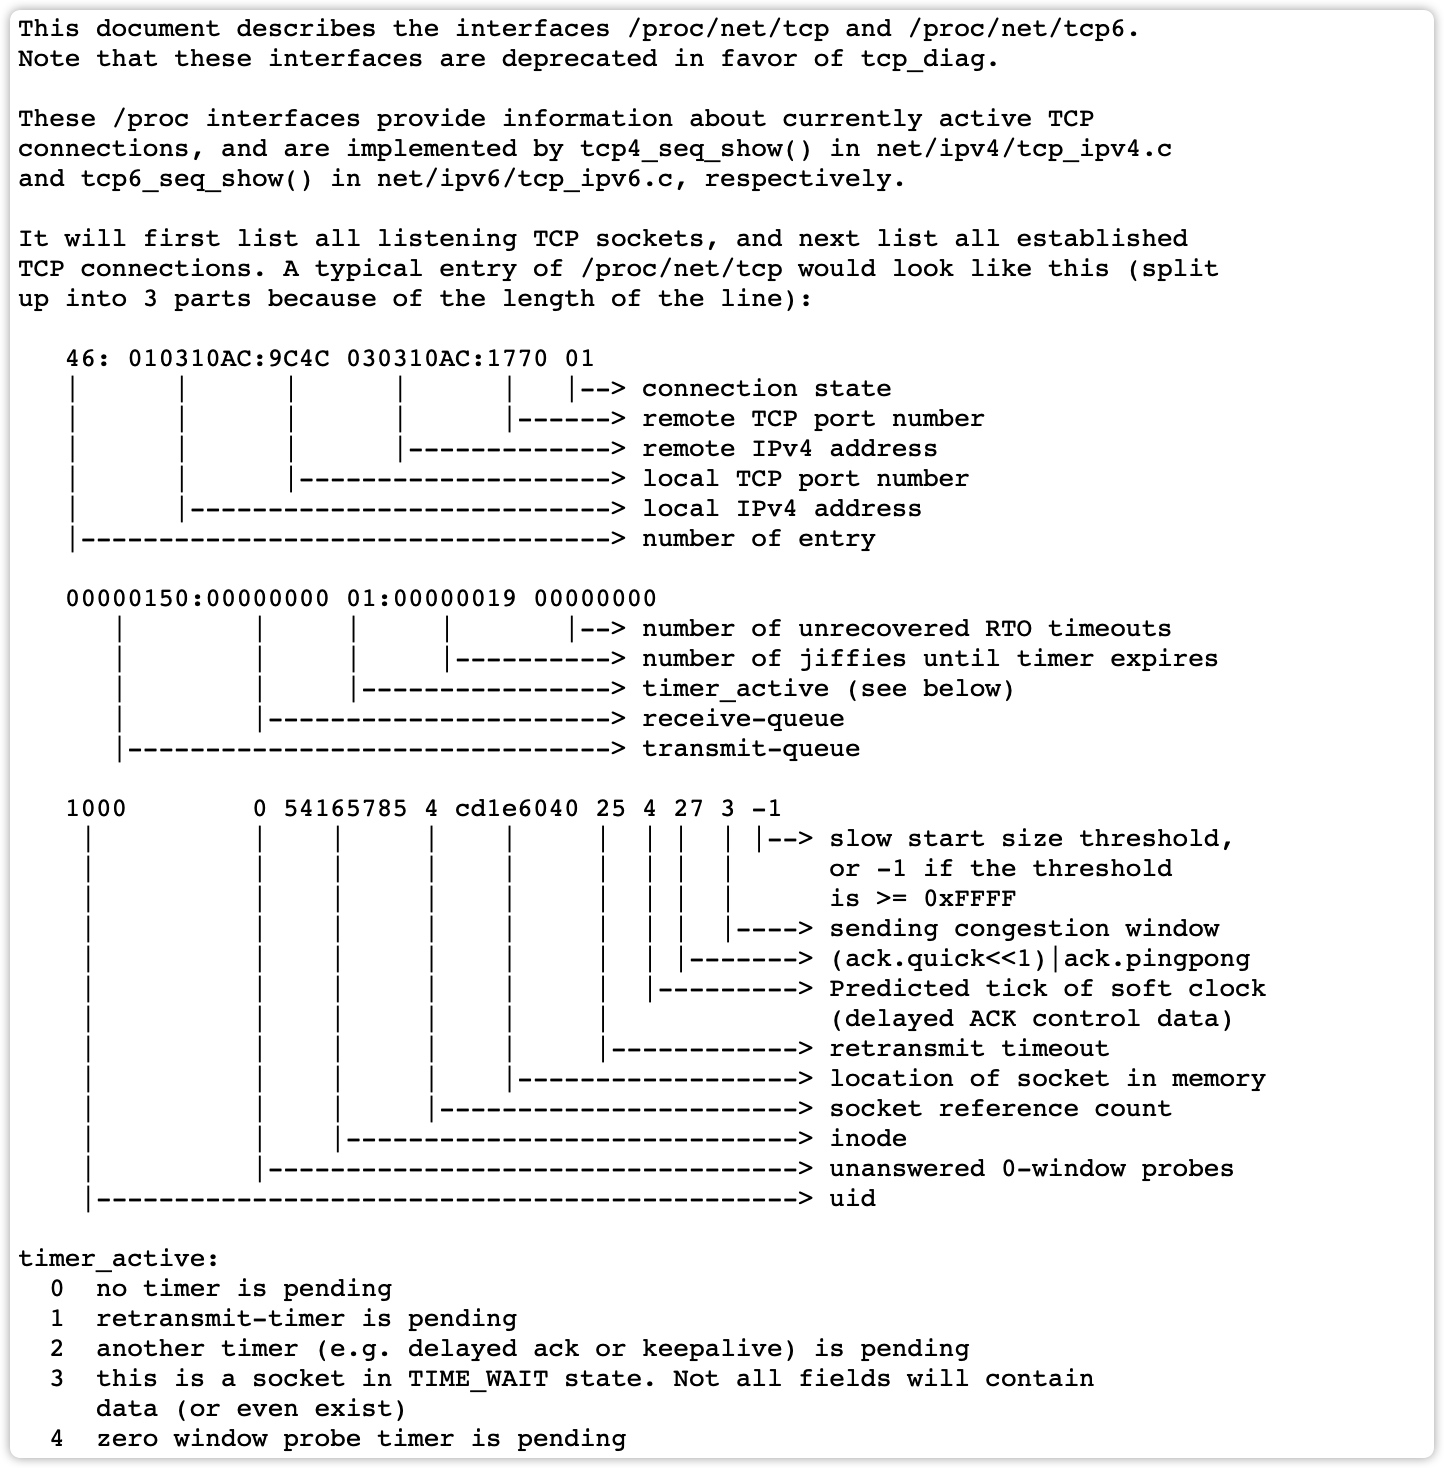 This document describes the interfaces /proc/net/tcp and /proc/net/tcp6.
Note that these interfaces are deprecated in favor of tcp_diag.

These /proc interfaces provide information about currently active TCP
connections, and are implemented by tcp4_seq_show() in net/ipv4/tcp_ipv4.c
and tcp6_seq_show() in net/ipv6/tcp_ipv6.c, respectively.

It will first list all listening TCP sockets, and next list all established
TCP connections. A typical entry of /proc/net/tcp would look like this (split
up into 3 parts because of the length of the line):

   46: 010310AC:9C4C 030310AC:1770 01
   |      |      |      |      |   |--> connection state
   |      |      |      |      |------> remote TCP port number
   |      |      |      |-------------> remote IPv4 address
   |      |      |--------------------> local TCP port number
   |      |---------------------------> local IPv4 address
   |----------------------------------> number of entry

   00000150:00000000 01:00000019 00000000
      |        |     |     |       |--> number of unrecovered RTO timeouts
      |        |     |     |----------> number of jiffies until timer expires
      |        |     |----------------> timer_active (see below)
      |        |----------------------> receive-queue
      |-------------------------------> transmit-queue

   1000        0 54165785 4 cd1e6040 25 4 27 3 -1
    |          |    |     |    |     |  | |  | |--> slow start size threshold,
    |          |    |     |    |     |  | |  |      or -1 if the threshold
    |          |    |     |    |     |  | |  |      is >= 0xFFFF
    |          |    |     |    |     |  | |  |----> sending congestion window
    |          |    |     |    |     |  | |-------> (ack.quick<<1)|ack.pingpong
    |          |    |     |    |     |  |---------> Predicted tick of soft clock
    |          |    |     |    |     |              (delayed ACK control data)
    |          |    |     |    |     |------------> retransmit timeout
    |          |    |     |    |------------------> location of socket in memory
    |          |    |     |-----------------------> socket reference count
    |          |    |-----------------------------> inode
    |          |----------------------------------> unanswered 0-window probes
    |---------------------------------------------> uid

timer_active:
  0  no timer is pending
  1  retransmit-timer is pending
  2  another timer (e.g. delayed ack or keepalive) is pending
  3  this is a socket in TIME_WAIT state. Not all fields will contain
     data (or even exist)
  4  zero window probe timer is pending